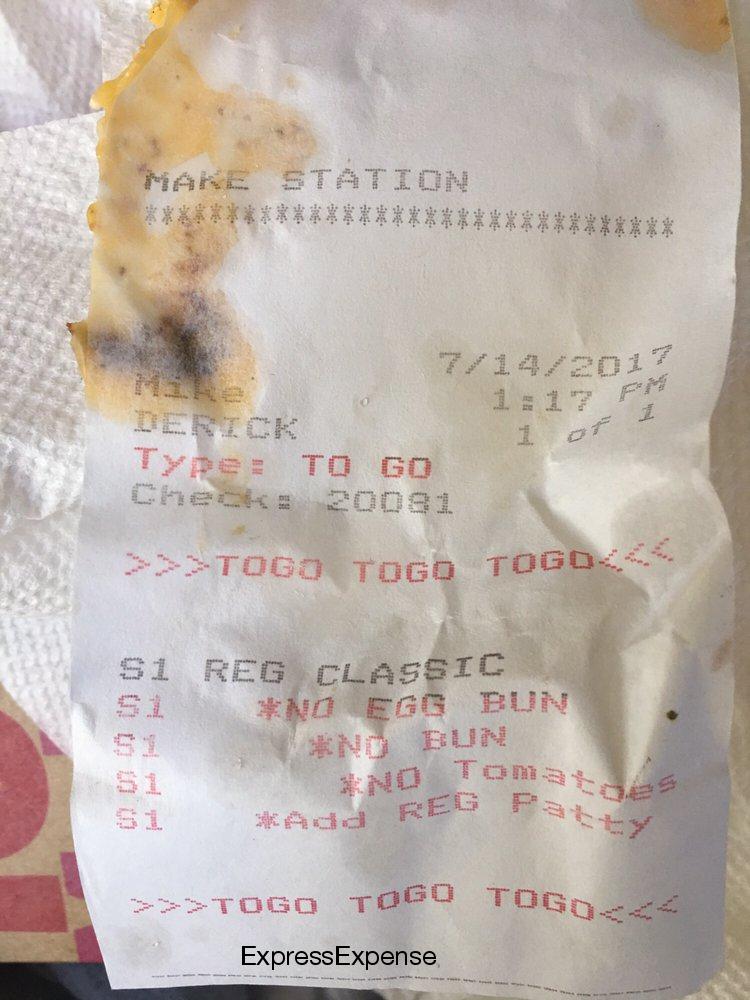 MAKE STATION
*********************************
7/14/2017
Mike 1:17 PM
DERICK 1 of 1
Type: TO GO
Check: 20081
>>>TOGO TOGO TOGO<<<
S1 REG CLASSIC
S1 *NO EGG BUN
S1 *NO BUN
S1 *NO Tomatoes
S1 *Add REG Patty
>>>TOGO TOGO TOGO<<<
ExpressExpense